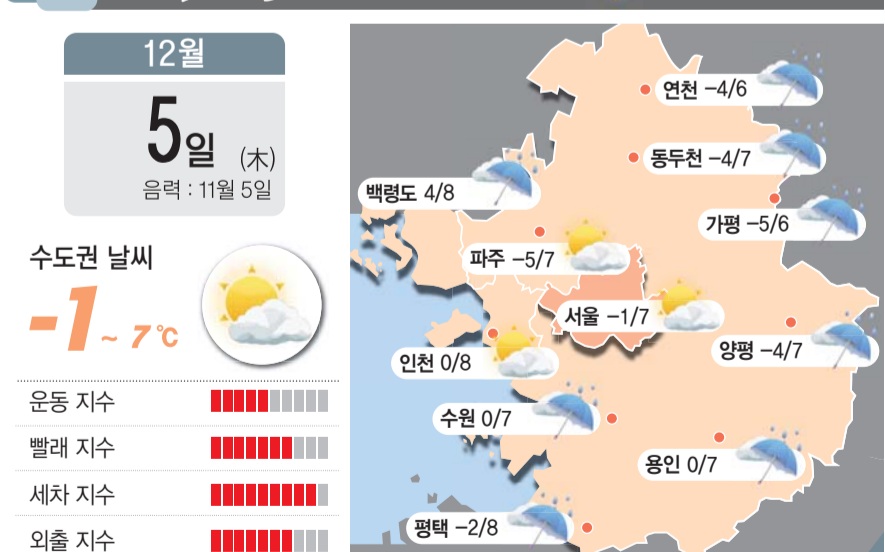 12월
5일 (木)
음력 : 11월 5일
수도권 날씨
-1 ~ 7℃
운동 지수
빨래 지수
세차 지수
외출 지수
연천 -4/6
동두천 -4/7
백령도 4/8
가평 -5/6
파주 -5/7
서울 -1/7
양평 -4/7
인천 0/8
수원 0/7
용인 0/7
평택 -2/8